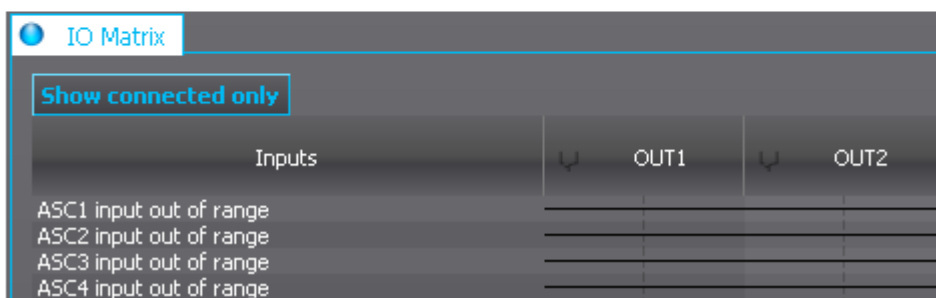 IO Matrix
Show connected only
Inputs OUT1 OUT2
ASC1 input out of range
ASC2 input out of range
ASC3 input out of range
ASC4 input out of range